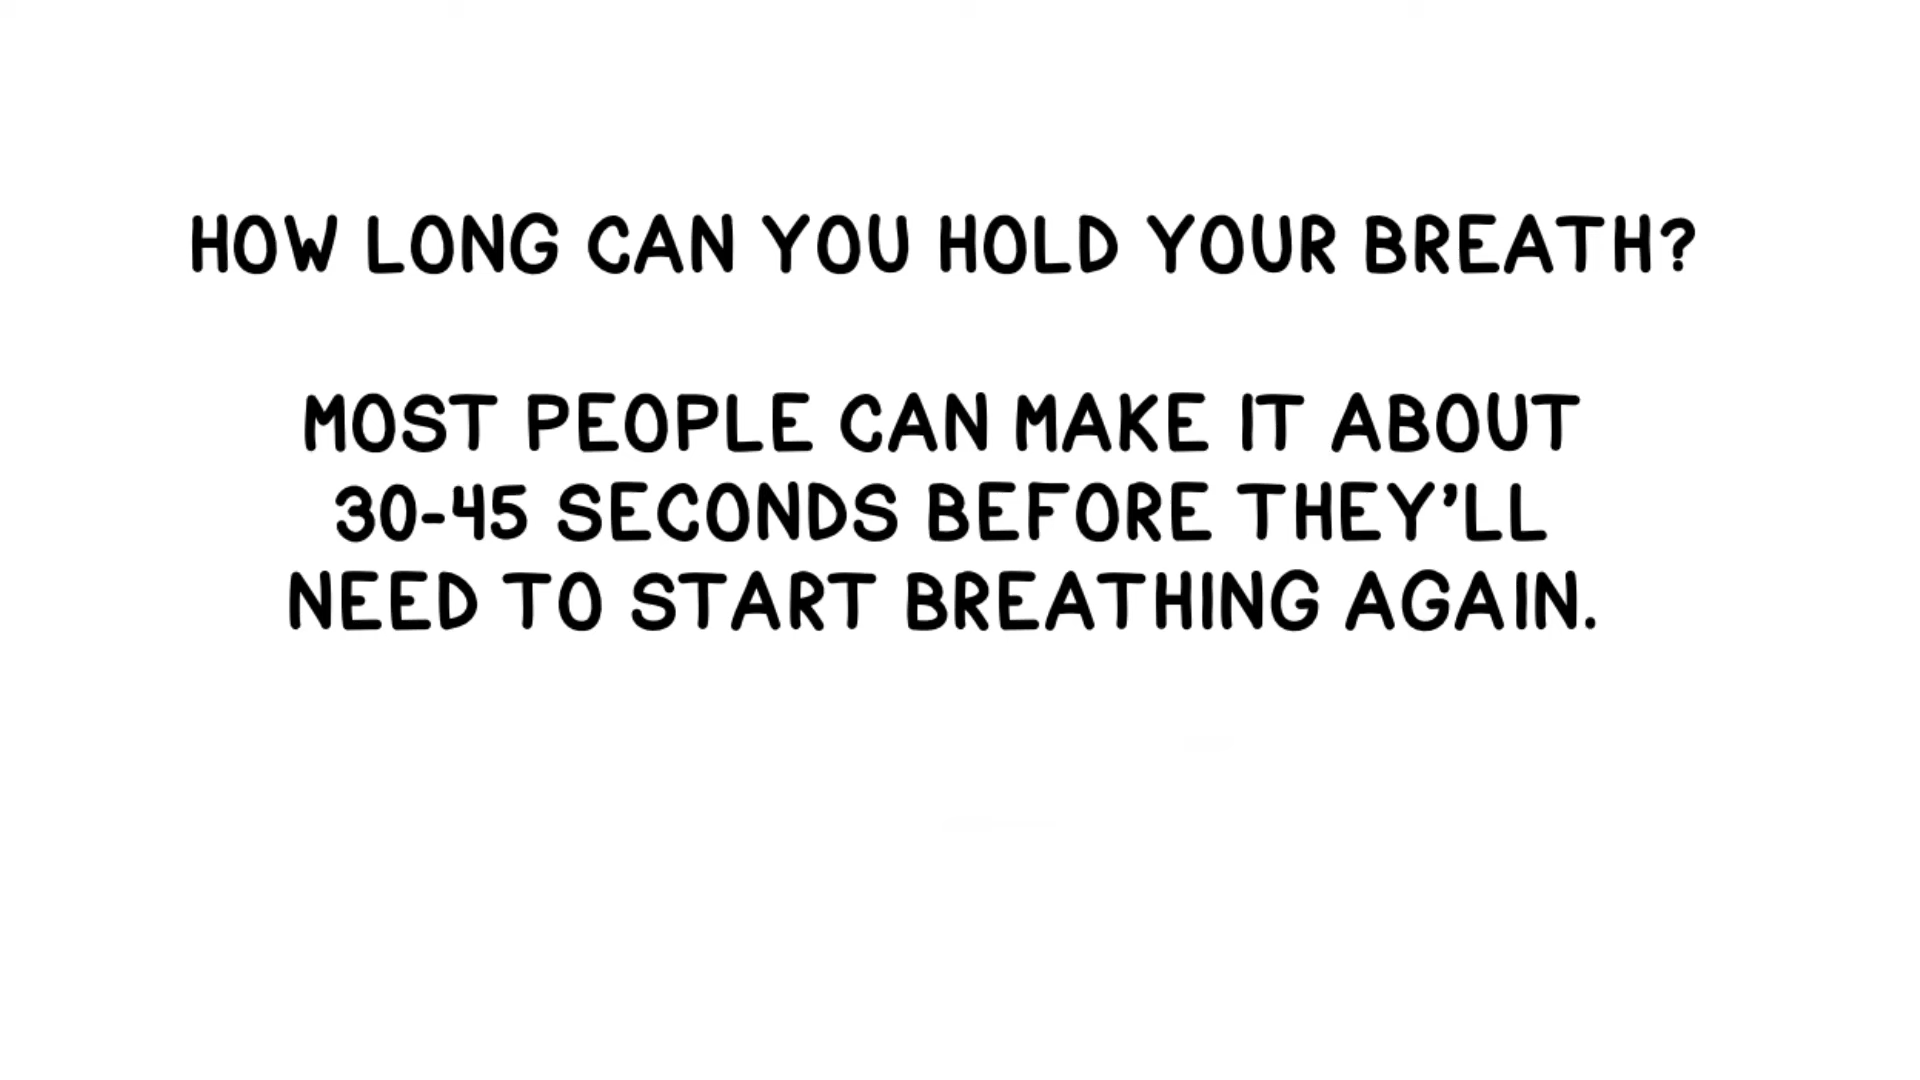 HOW LONG CAN YOU HOLD YOUR BREATH?
MOST PEOPLE CAN MAKE IT ABOUT
30-45 SECONDS BEFORE THEY'LL
NEED TO START BREATHING AGAIN.